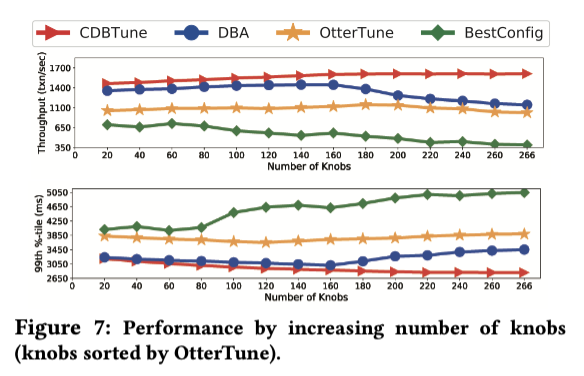 CDBTune DBA OtterTune BestConfig
Throughput (txn/sec)
1700
1400
1100
650
350
0 20 40 60 80 100 120 140 160 180 200 220 240 266
Number of Knobs
99th %-tile (ms)
5050
4650
4250
3850
3450
3050
2650
0 20 40 60 80 100 120 140 160 180 200 220 240 266
Number of Knobs
Figure 7: Performance by increasing number of knobs
(knobs sorted by OtterTune).